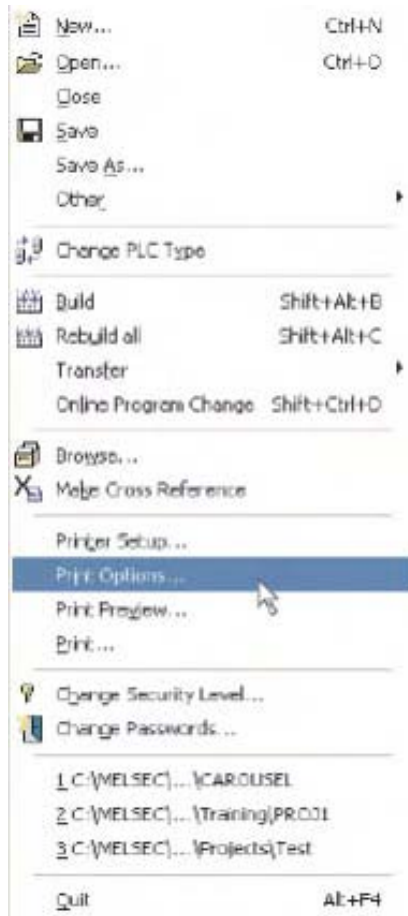 New... Ctrl+N
Open... Ctrl+O
Close
Save
Save As...
Other
Change PLC Type
Build Shift+Alt+B
Rebuild all Shift+Alt+C
Transfer
Online Program Change Shift+Ctrl+D
Browse...
Make Cross Reference
Printer Setup...
Print Options...
Print Preview...
Print...
Change Security Level...
Change Passwords...
1 C:\MELSEC\...\CAROUSEL
2 C:\MELSEC\...\Training\PROJ1
3 C:\MELSEC\...\Projects\Test
Quit Alt+F4